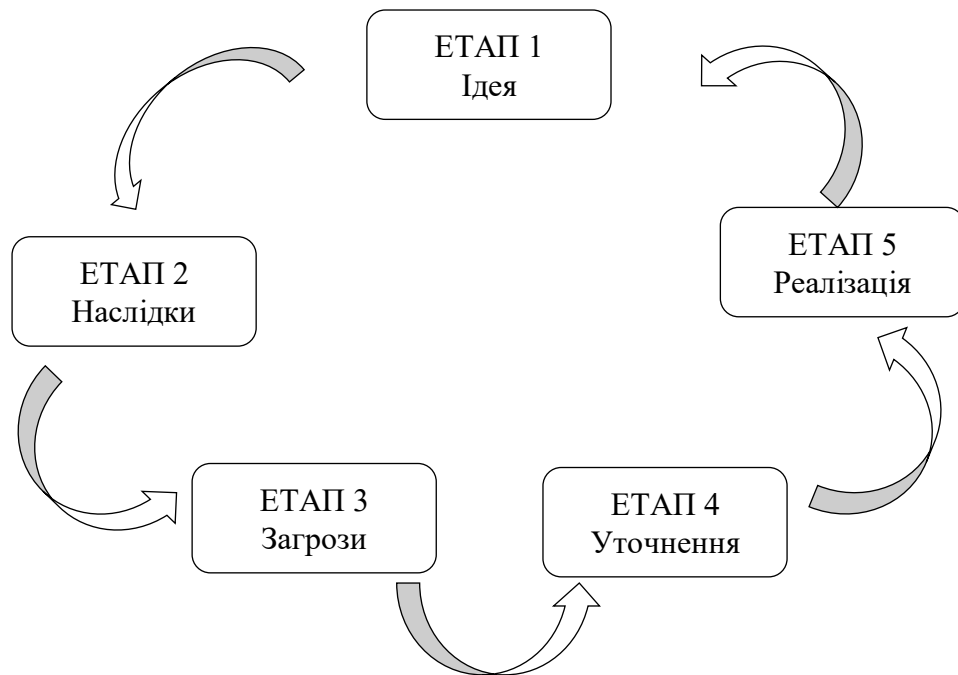 ЕТАП 1
Ідея
ЕТАП 2
Наслідки
ЕТАП 3
Загрози
ЕТАП 4
Уточнення
ЕТАП 5
Реалізація